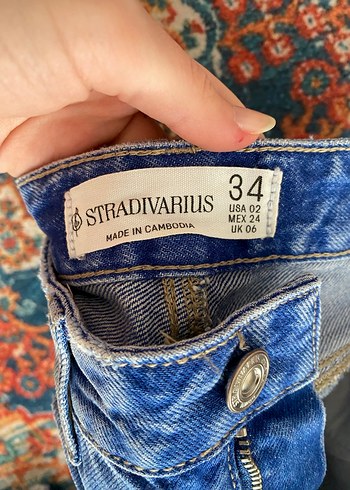 STRADIVARIUS
MADE IN CAMBODIA
34
USA 02
MEX 24
UK 06